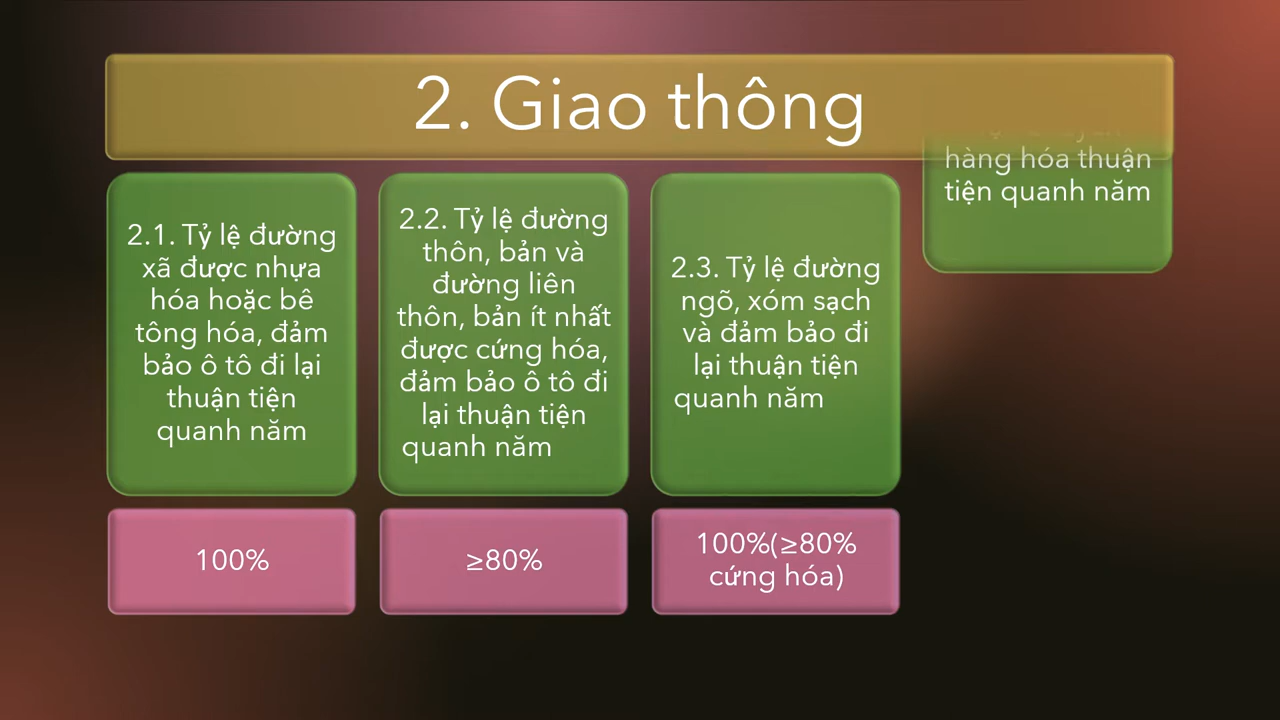 2. Giao thông
2.1. Tỷ lệ đường
xã được nhựa
hóa hoặc bê
tông hóa, đảm
bảo ô tô đi lại
thuận tiện
quanh năm
2.2. Tỷ lệ đường
thôn, bản và
đường liên
thôn, bản ít nhất
được cứng hóa,
đảm bảo ô tô đi
lại thuận tiện
quanh năm
2.3. Tỷ lệ đường
ngõ, xóm sạch
và đảm bảo đi
lại thuận tiện
quanh năm
hàng hóa thuận
tiện quanh năm
100%
≥80%
100%(≥80%
cứng hóa)